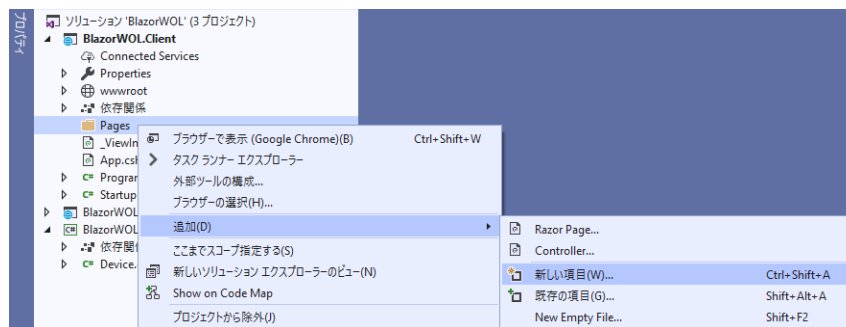 プロパティ
ソリューション 'BlazorWOL' (3 プロジェクト)
BlazorWOL.Client
Connected Services
Properties
wwwroot
依存関係
Pages
_ViewIm
App.csh
Program
Startup
BlazorWOL
BlazorWOL
依存関係
Device.
ブラウザーで表示 (Google Chrome)(B) Ctrl+Shift+W
タスク ランナー エクスプローラー
外部ツールの構成...
ブラウザーの選択(H)...
追加(D)
ここまでスコープ指定する(S)
新しいソリューション エクスプローラーのビュー(N)
Show on Code Map
プロジェクトから除外(J)
Razor Page...
Controller...
新しい項目(W)... Ctrl+Shift+A
既存の項目(G)... Shift+Alt+A
New Empty File... Shift+F2